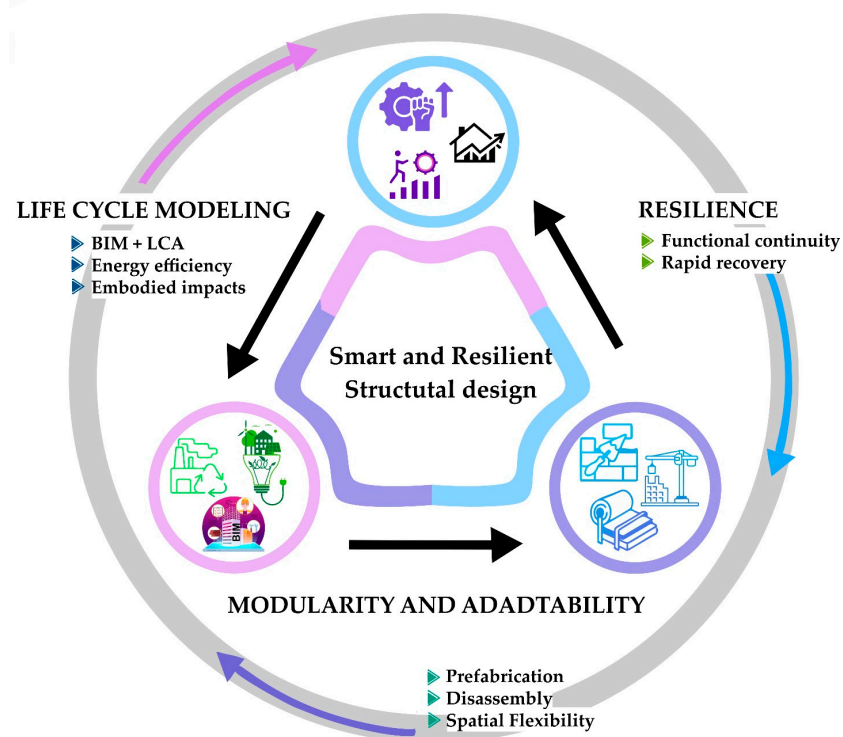 LIFE CYCLE MODELING
BIM + LCA
Energy efficiency
Embodied impacts
RESILIENCE
Functional continuity
Rapid recovery
Smart and Resilient
Structutal design
BIM
MODULARITY AND ADADTABILITY
Prefabrication
Disassembly
Spatial Flexibility